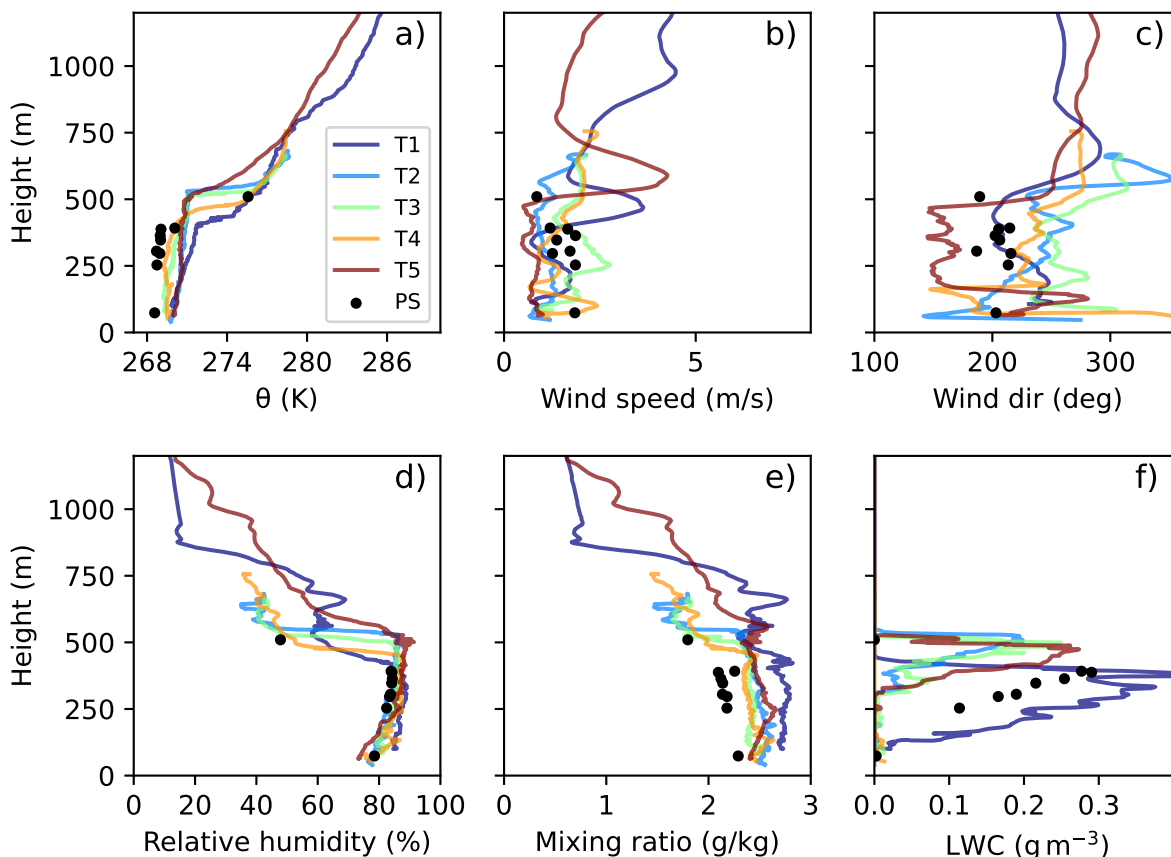 a)
b)
c)
1000
750
500
250
0
Height (m)
T1
T2
T3
T4
T5
PS
268 274 280 286
0 5
100 200 300
θ (K)
Wind speed (m/s)
Wind dir (deg)
d)
e)
f)
1000
750
500
250
0
Height (m)
0 20 40 60 80 100
0 1 2 3
0.0 0.1 0.2 0.3
Relative humidity (%)
Mixing ratio (g/kg)
LWC (g m⁻³)